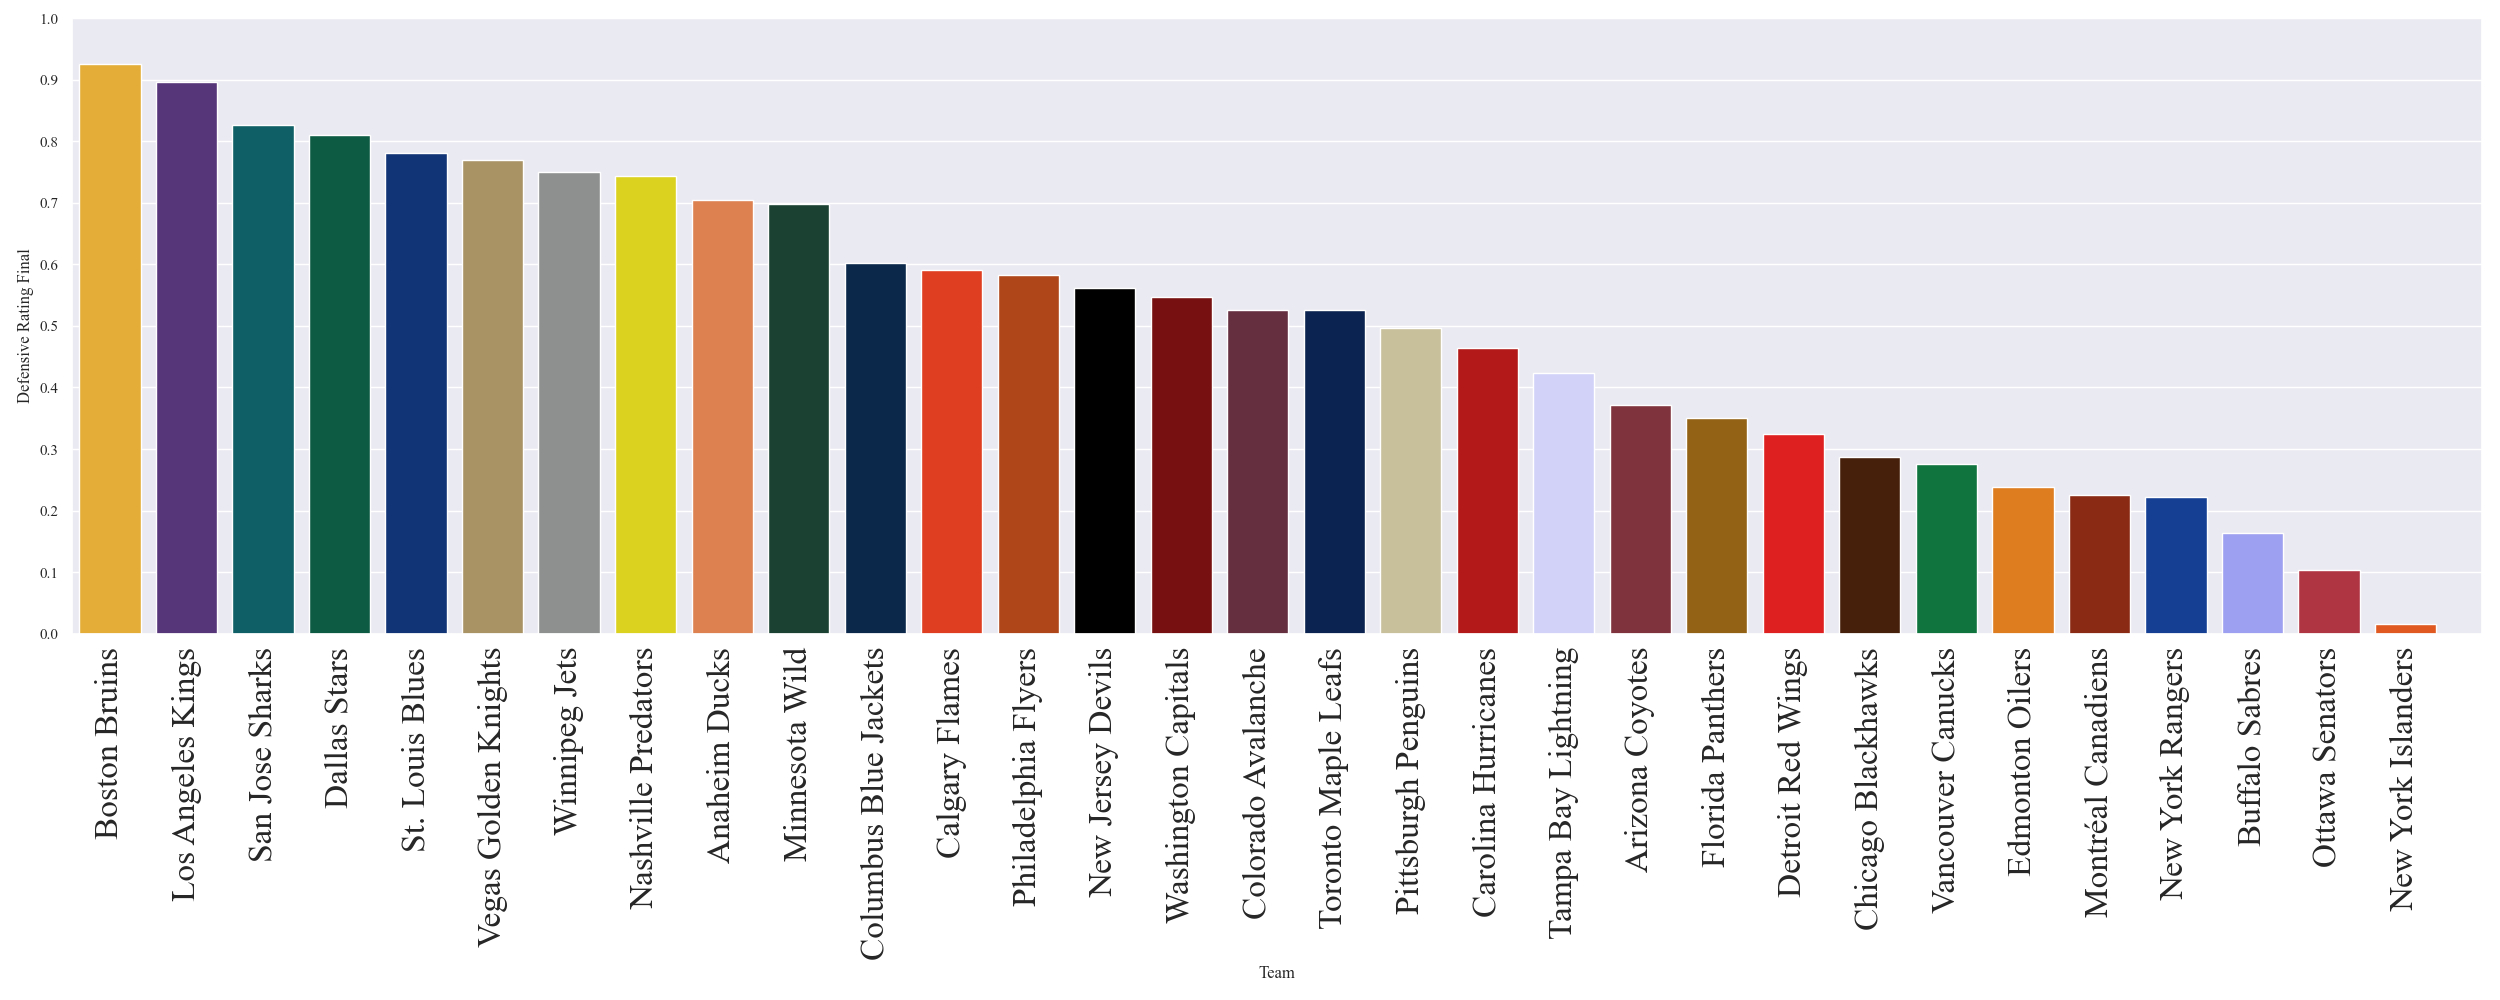 1.0
0.9
0.8
0.7
0.6
0.5
0.4
0.3
0.2
0.1
0.0
Defensive Rating Final
Boston Bruins
Los Angeles Kings
San Jose Sharks
Dallas Stars
St. Louis Blues
Vegas Golden Knights
Winnipeg Jets
Nashville Predators
Anaheim Ducks
Minnesota Wild
Columbus Blue Jackets
Calgary Flames
Philadelphia Flyers
New Jersey Devils
Washington Capitals
Colorado Avalanche
Toronto Maple Leafs
Pittsburgh Penguins
Carolina Hurricanes
Tampa Bay Lightning
Arizona Coyotes
Florida Panthers
Detroit Red Wings
Chicago Blackhawks
Vancouver Canucks
Edmonton Oilers
Montréal Canadiens
New York Rangers
Buffalo Sabres
Ottawa Senators
New York Islanders
Team